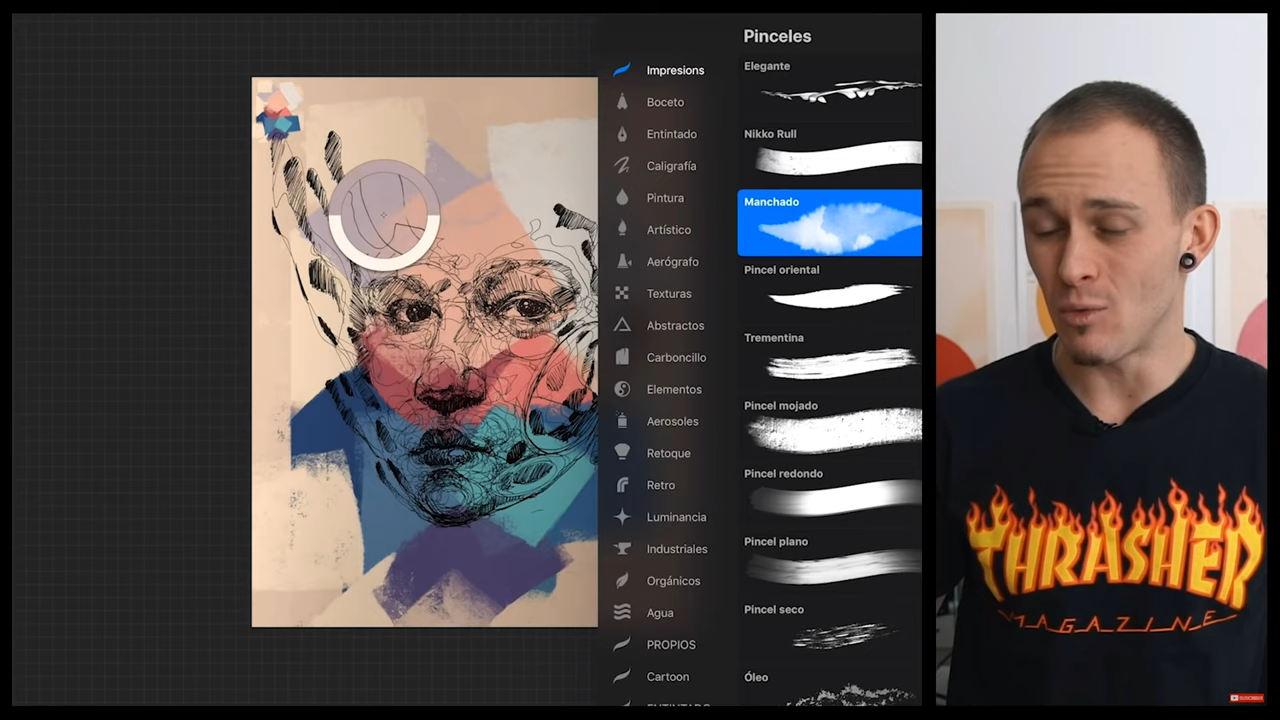 Pinceles
Impresions
Boceto
Entintado
Caligrafía
Pintura
Artístico
Aerógrafo
Texturas
Abstractos
Carboncillo
Elementos
Aerosoles
Retoque
Retro
Luminancia
Industriales
Orgánicos
Agua
PROPIOS
Cartoon
Elegante
Nikko Rull
Manchado
Pincel oriental
Trementina
Pincel mojado
Pincel redondo
Pincel plano
Pincel seco
Óleo
THRASHER
MAGAZINE